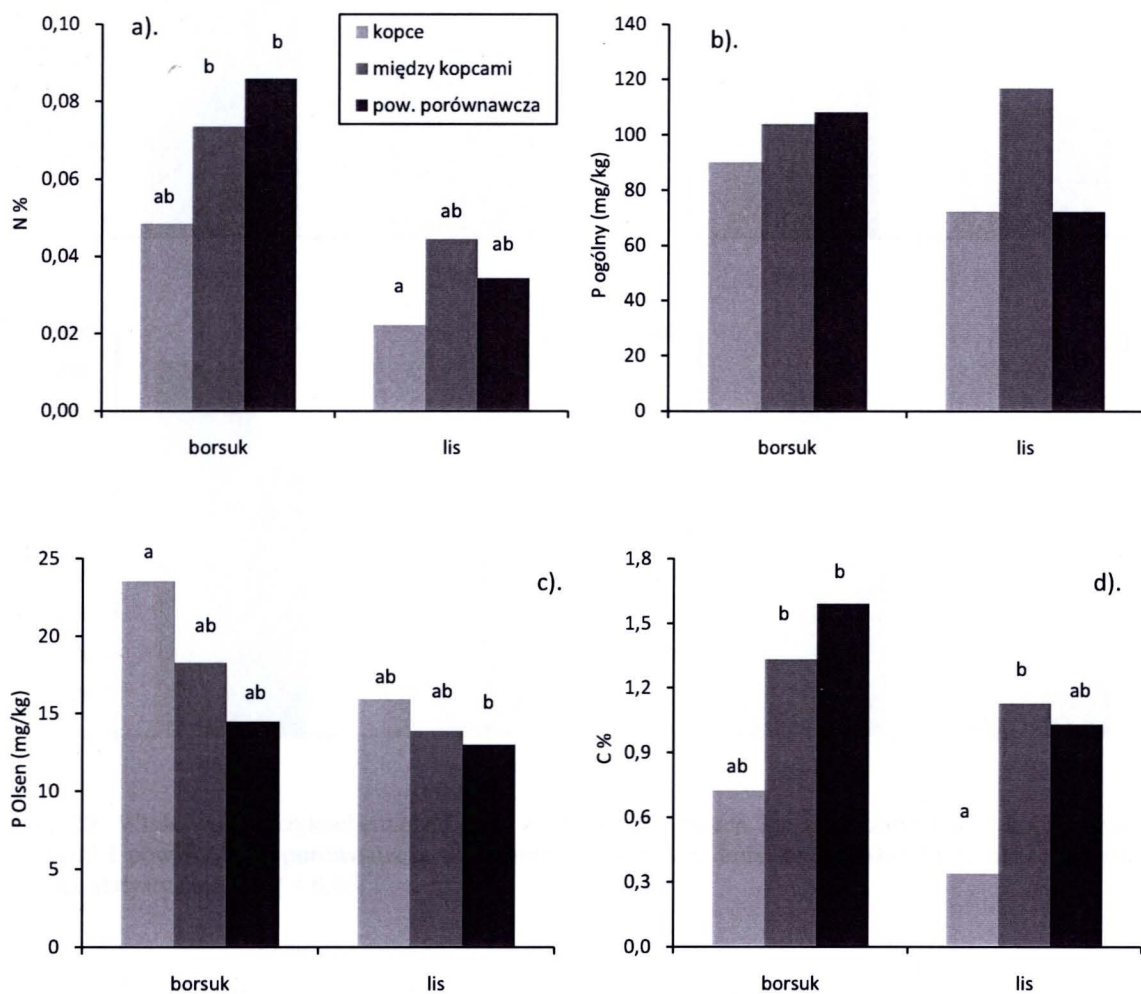 a).
0,10
0,08
0,06
0,04
0,02
0,00
N %
ab
b
b
a
ab
ab
borsuk
lis
kopce
między kopcami
pow. porównawcza
b).
140
120
100
80
60
40
20
0
P ogólny (mg/kg)
borsuk
lis
c).
25
20
15
10
5
0
P Olsen (mg/kg)
a
ab
ab
ab
ab
b
borsuk
lis
d).
1,8
1,5
1,2
0,9
0,6
0,3
0,0
C %
ab
b
b
a
b
ab
borsuk
lis